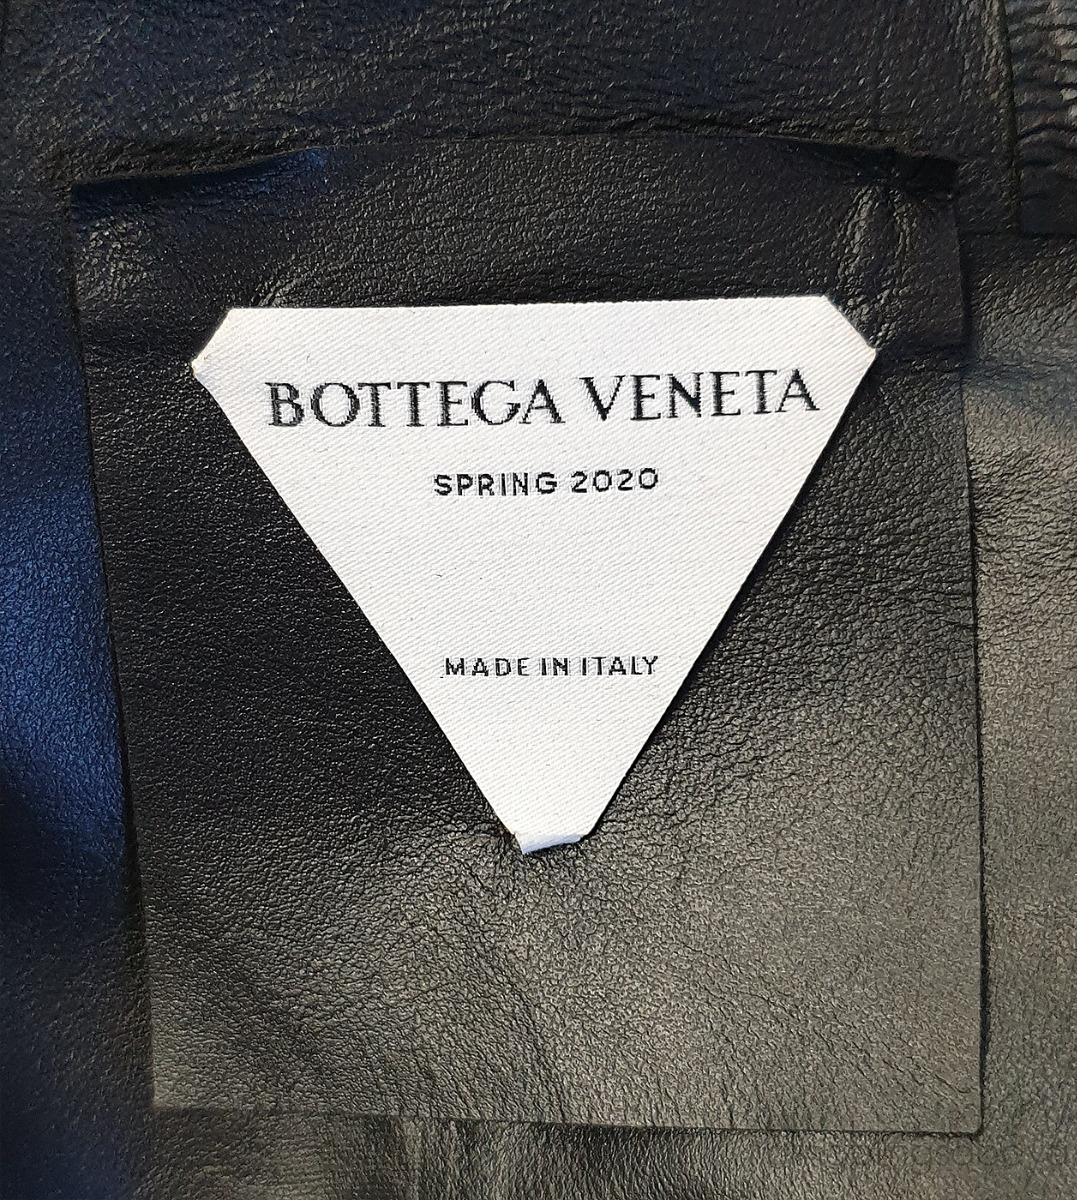 BOTTEGA VENETA
SPRING 2020
MADE IN ITALY